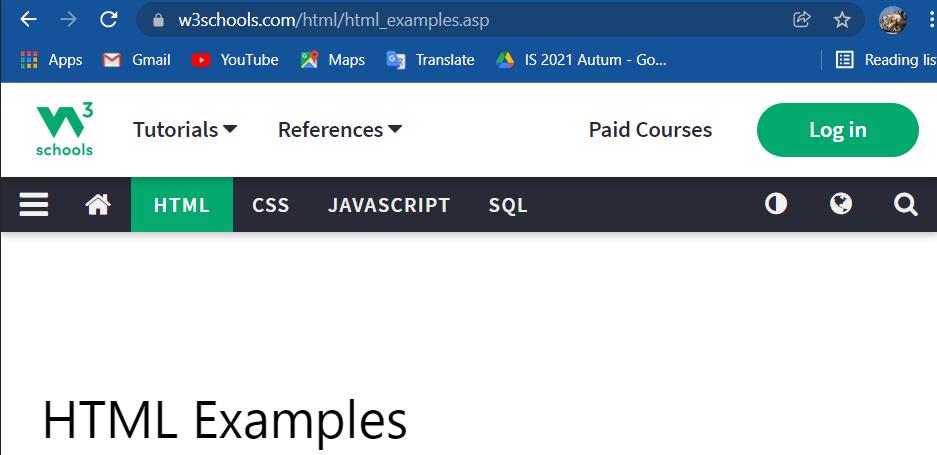 w3schools.com/html/html_examples.asp
Apps Gmail YouTube Maps Translate IS 2021 Autum - Go... Reading lis
W3 schools Tutorials References Paid Courses Log in
HTML CSS JAVASCRIPT SQL
HTML Examples